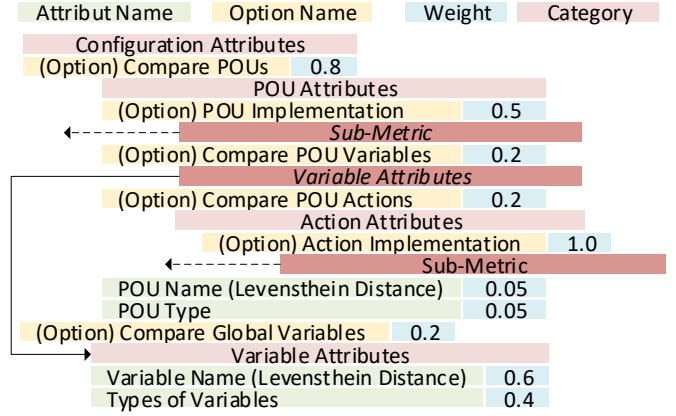 Attribut Name Option Name Weight Category
Configuration Attributes
(Option) Compare POUs 0.8
POU Attributes
(Option) POU Implementation 0.5
Sub-Metric
(Option) Compare POU Variables 0.2
Variable Attributes
(Option) Compare POU Actions 0.2
Action Attributes
(Option) Action Implementation 1.0
Sub-Metric
POU Name (Levensthein Distance) 0.05
POU Type 0.05
(Option) Compare Global Variables 0.2
Variable Attributes
Variable Name (Levensthein Distance) 0.6
Types of Variables 0.4